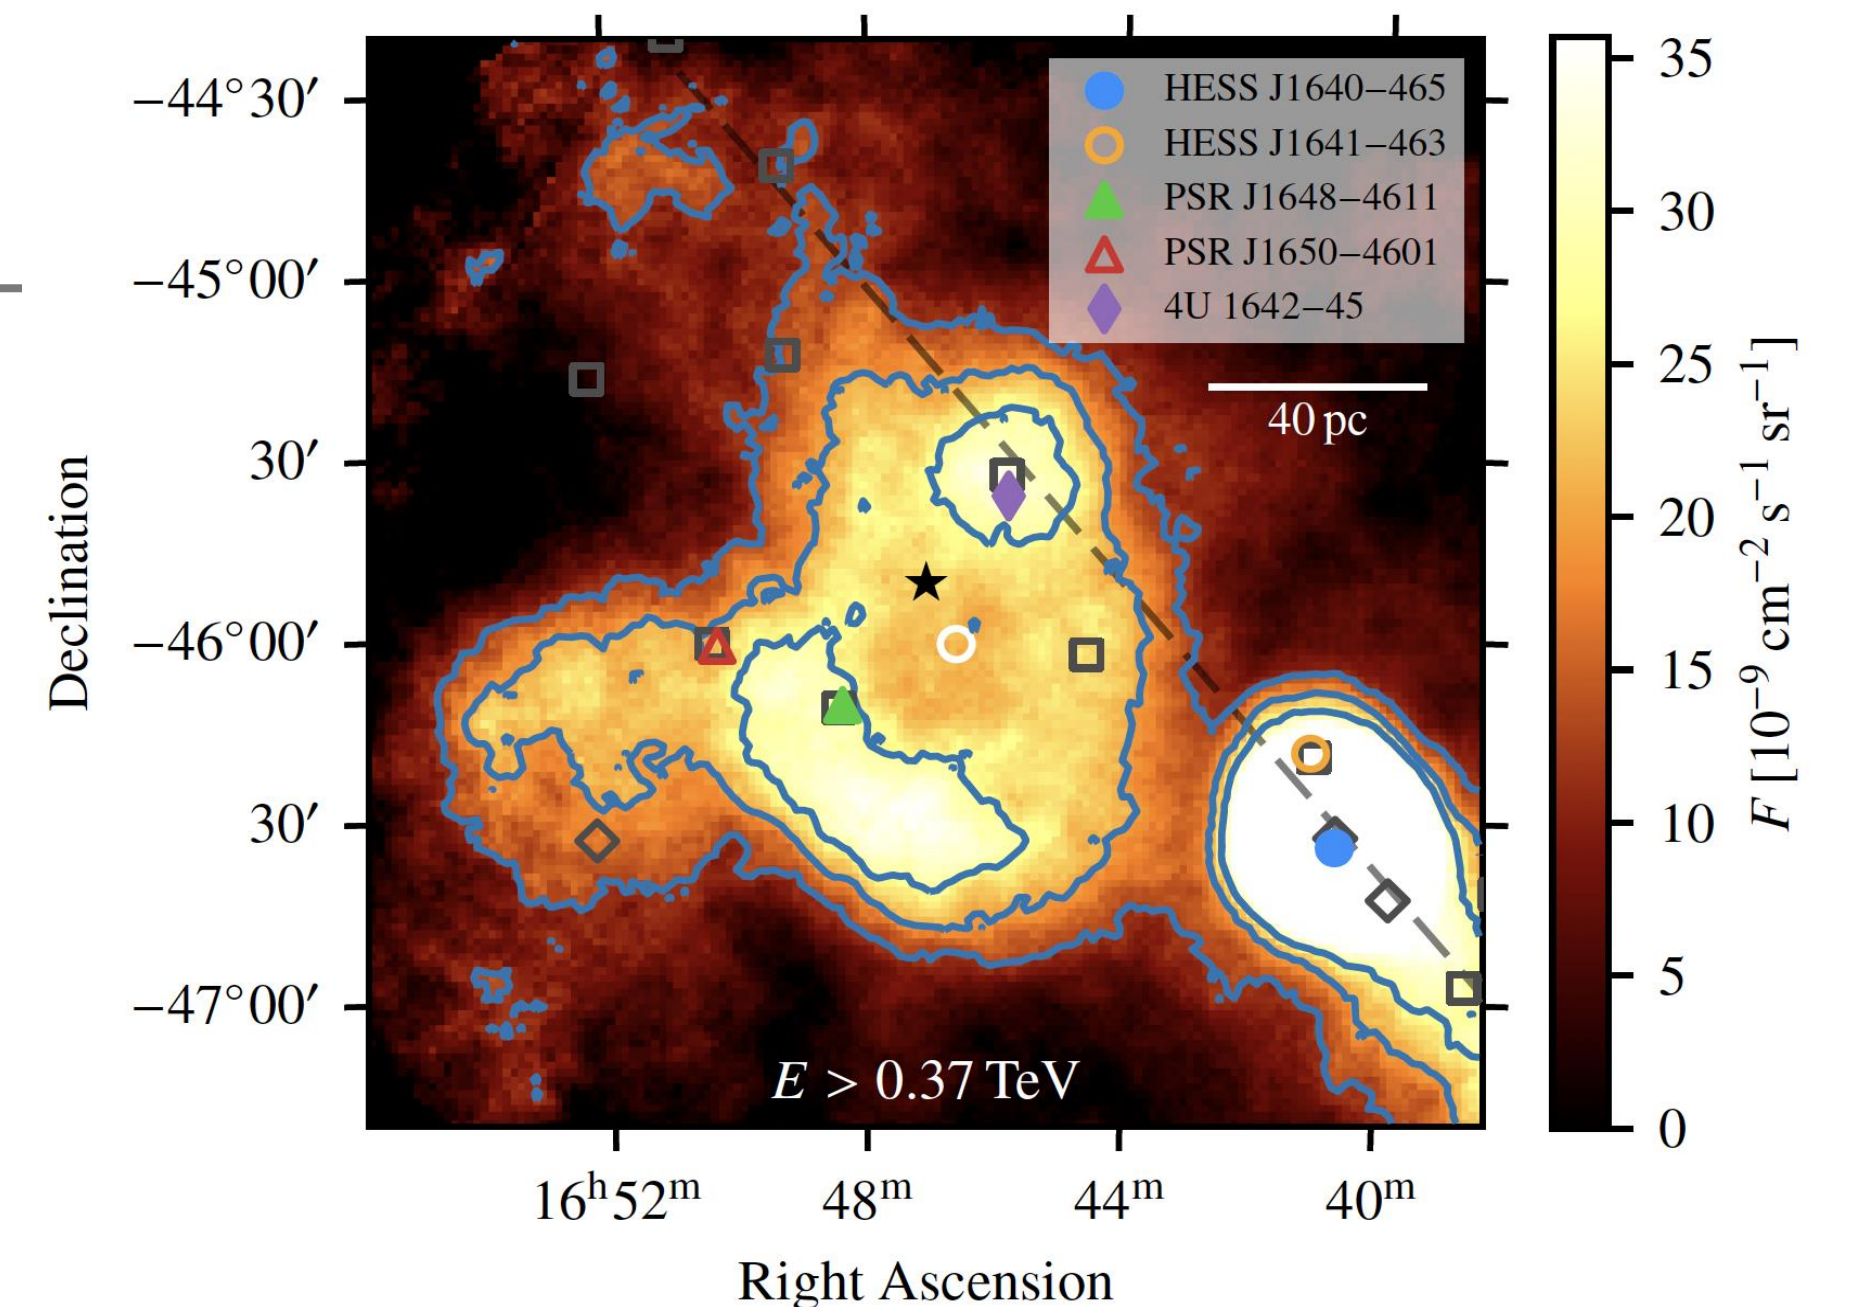 −44°30′
−45°00′
30′
−46°00′
30′
−47°00′
Declination
HESS J1640−465
HESS J1641−463
PSR J1648−4611
PSR J1650−4601
4U 1642−45
40 pc
E > 0.37 TeV
16ʰ52ᵐ
48ᵐ
44ᵐ
40ᵐ
Right Ascension
35
30
25
20
15
10
5
0
F [10⁻⁹ cm⁻² s⁻¹ sr⁻¹]